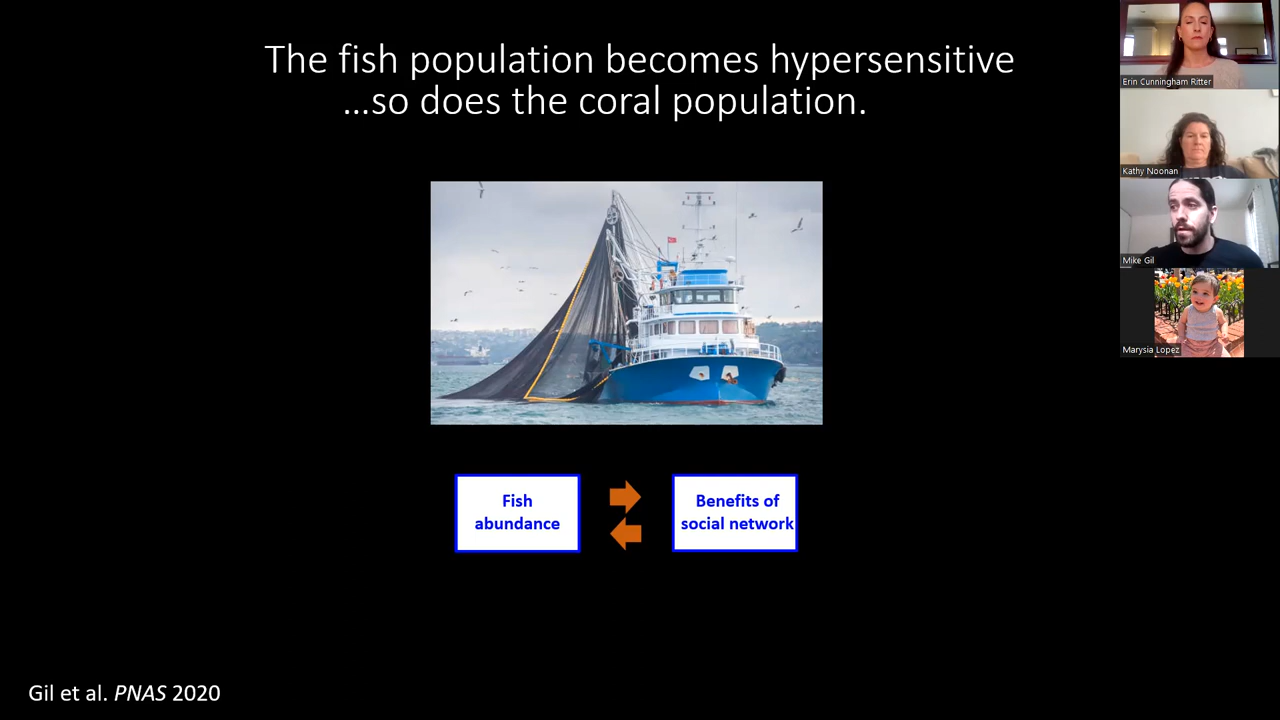 The fish population becomes hypersensitive
...so does the coral population.
Fish
abundance
Benefits of
social network
Gil et al. PNAS 2020
Erin Cunningham Ritter
Kathy Noonan
Mike Gil
Marysia Lopez